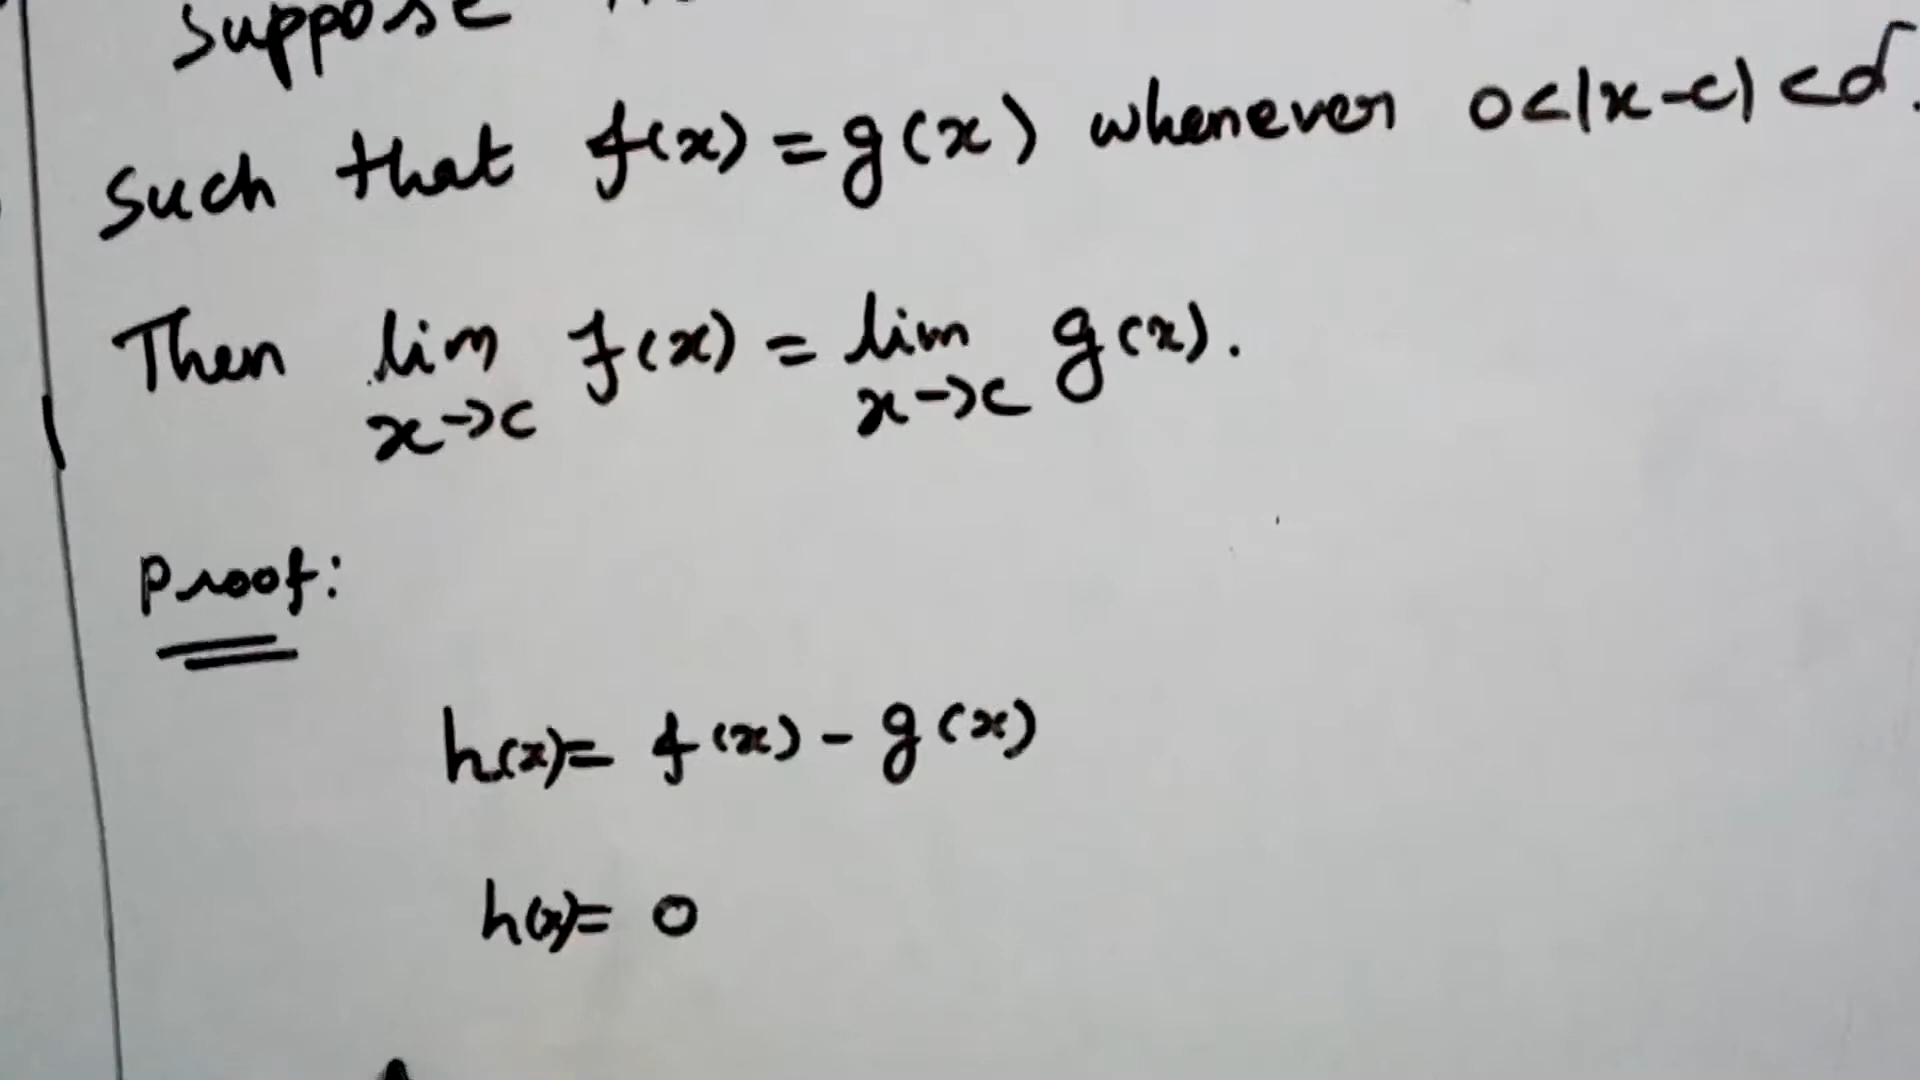 Suppose
Such that f(x) = g(x) whenever 0<|x-c|<δ.
Then lim f(x) = lim g(x).
x→c x→c
Proof:
h(x)= f(x) - g(x)
h(x)= 0